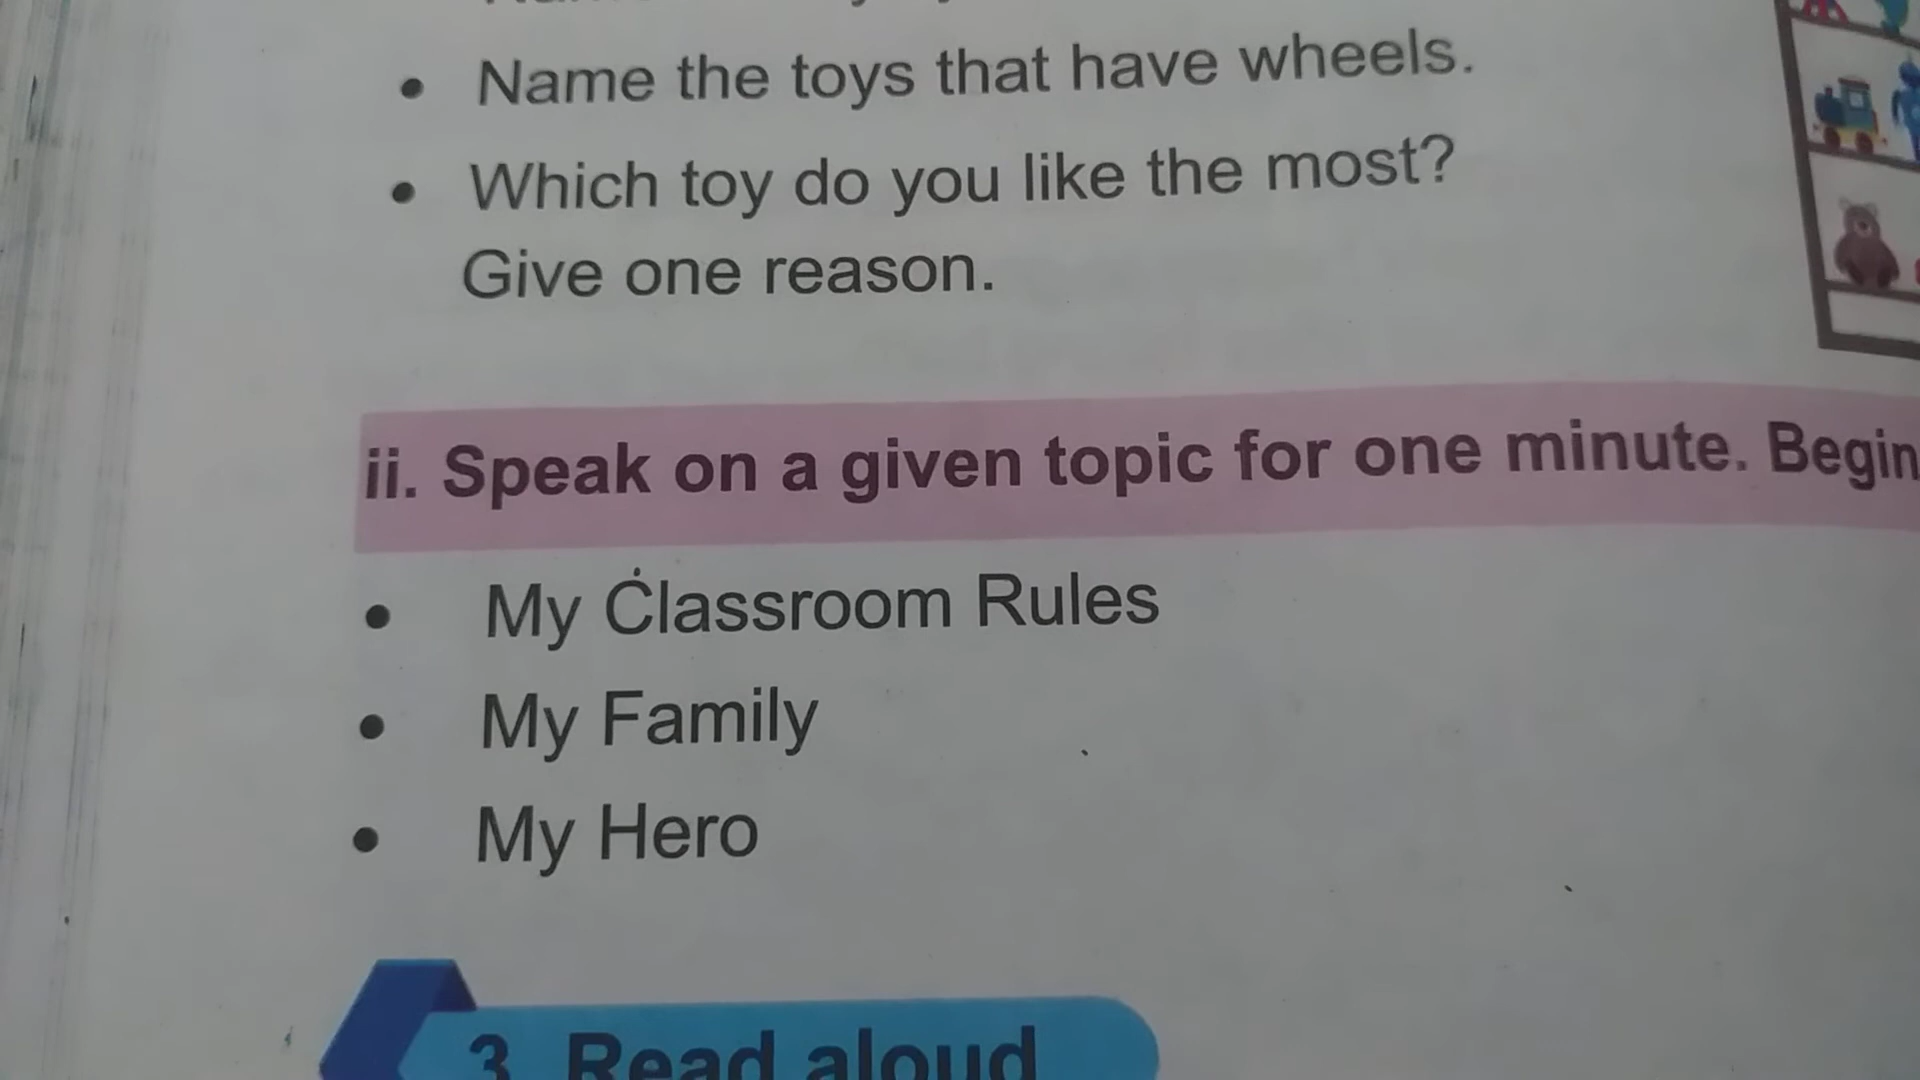 • Name the toys that have wheels.
• Which toy do you like the most?
Give one reason.
ii. Speak on a given topic for one minute. Begin
• My Classroom Rules
• My Family
• My Hero
3 Read aloud